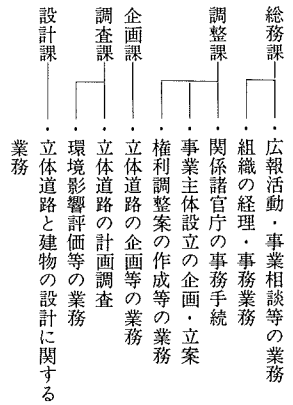 総務課
・広報活動・事業相談等の業務
・組織の経理・事務業務
調整課
・関係諸官庁の事務手続
・事業主体設立の企画・立案
・権利調整案の作成等の業務
企画課
・立体道路の企画等の業務
調査課
・立体道路の計画調査
・環境影響評価等の業務
設計課
・立体道路と建物の設計に関する
業務